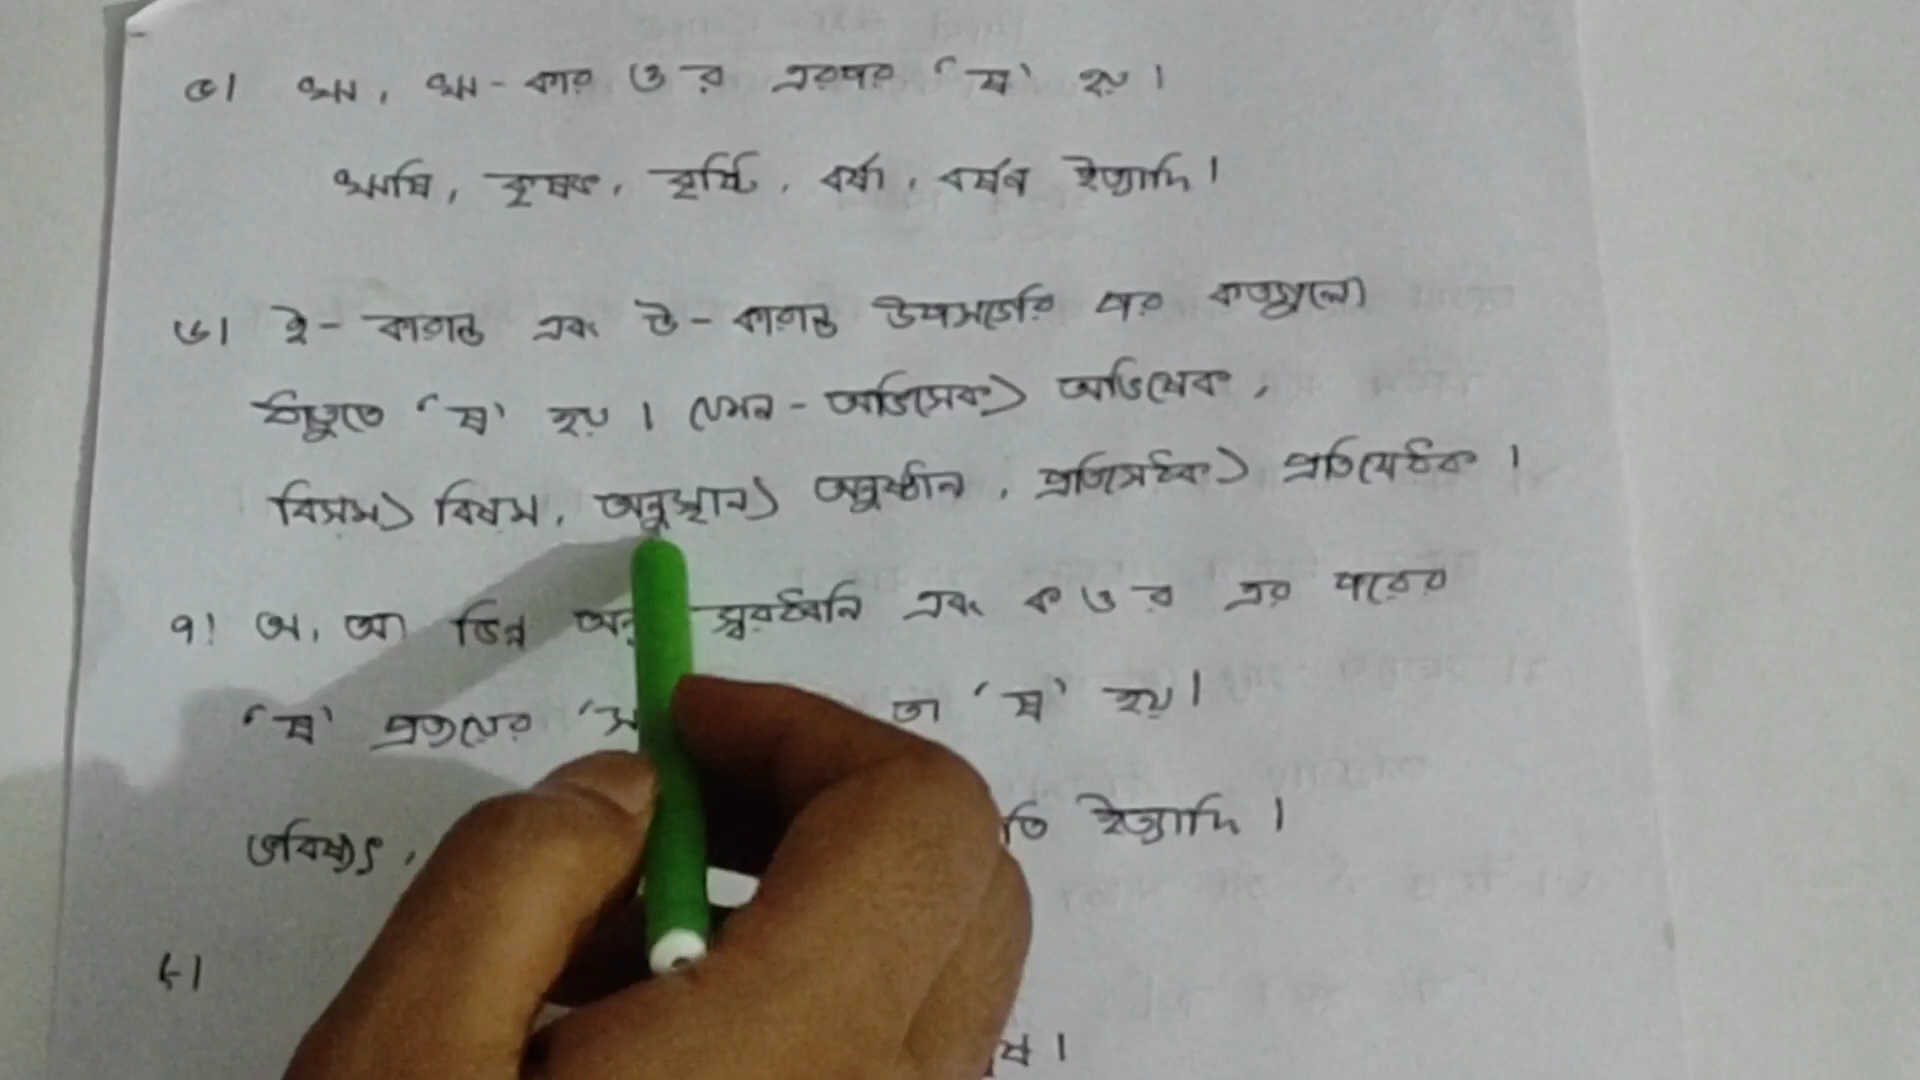 ৫। ঋ, ঋ-কার ও র এরপর ‘ষ’ হয়।
ঋষি, কৃষক, বৃষ্টি, বর্ষা, বর্ষন ইত্যাদি।
৬। ই-কারান্ত এবং উ-কারান্ত উপসর্গের পর কতগুলো
ধাতুতে ‘ষ’ হয়। যেমন - অভিসেক> অভিষেক,
বিসম> বিষম, অনুস্থান> অনুষ্ঠান, প্রতিসেধক> প্রতিষেধক।
৭। অ, আ ভিন্ন অন্য স্বরধ্বনি এবং ক ও র এর পরের
‘ষ’ প্রত্যয়ের ‘স তা ‘ষ’ হয়।
ভবিষ্যৎ, তি ইত্যাদি।
৮।
ষ।